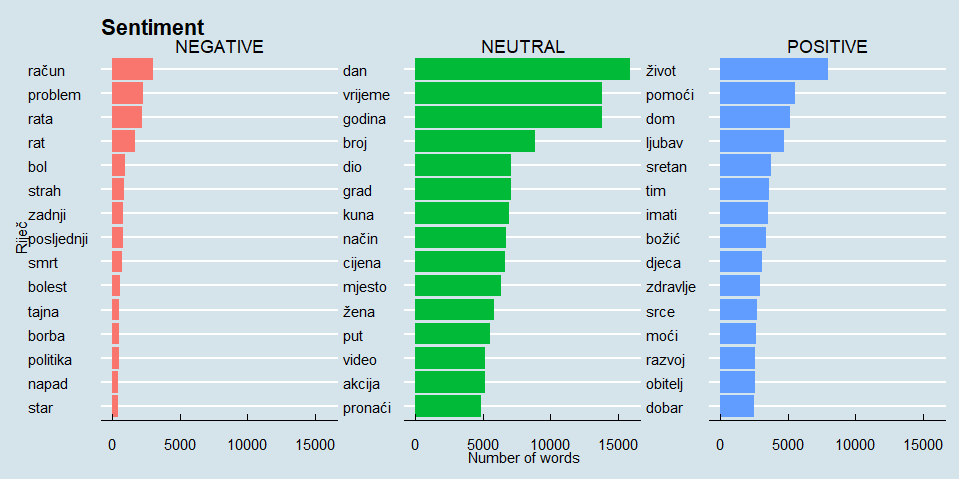 Sentiment
NEGATIVE
račun
problem
rata
rat
bol
strah
zadnji
posljednji
smrt
bolest
tajna
borba
politika
napad
star
0 5000 10000 15000
NEUTRAL
dan
vrijeme
godina
broj
dio
grad
kuna
način
cijena
mjesto
žena
put
video
akcija
pronaći
0 5000 10000 15000
POSITIVE
život
pomoći
dom
ljubav
sretan
tim
imati
božić
djeca
zdravlje
srce
moći
razvoj
obitelj
dobar
0 5000 10000 15000
Riječ
Number of words